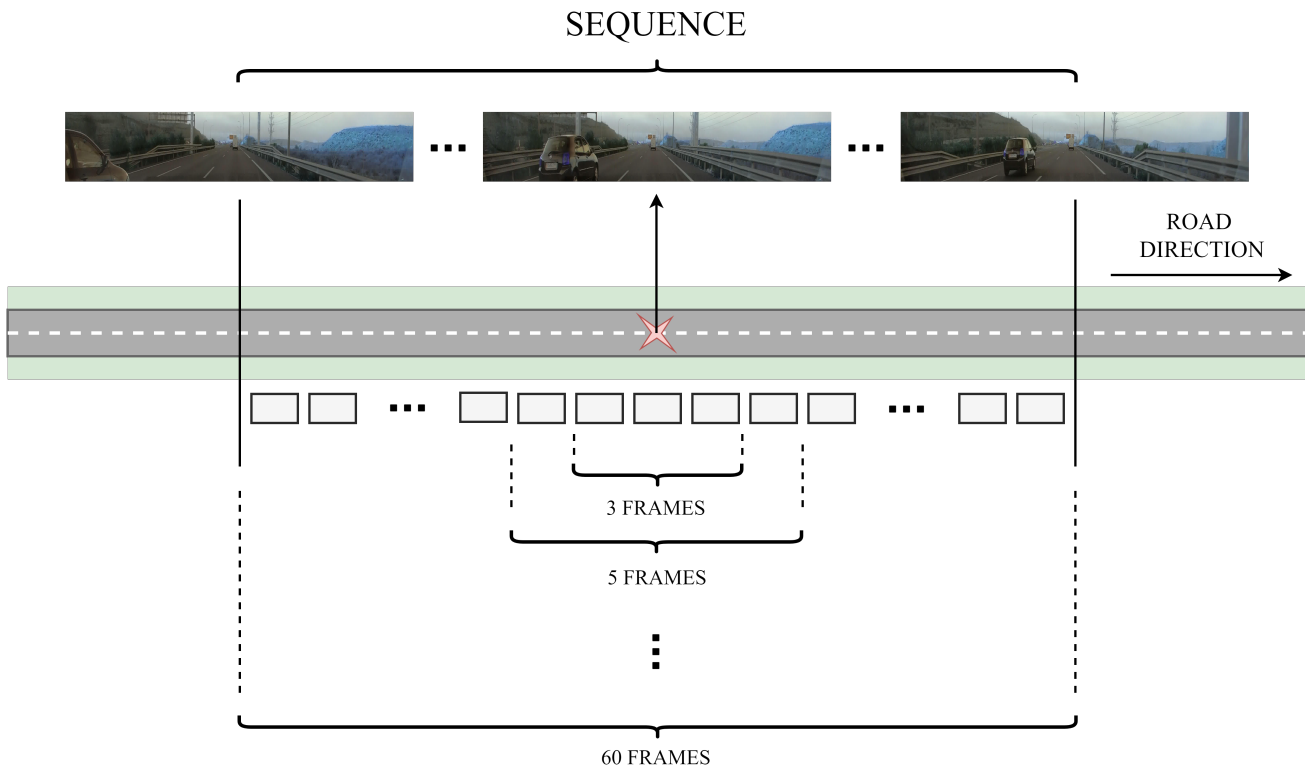 SEQUENCE
ROAD
DIRECTION
3 FRAMES
5 FRAMES
60 FRAMES